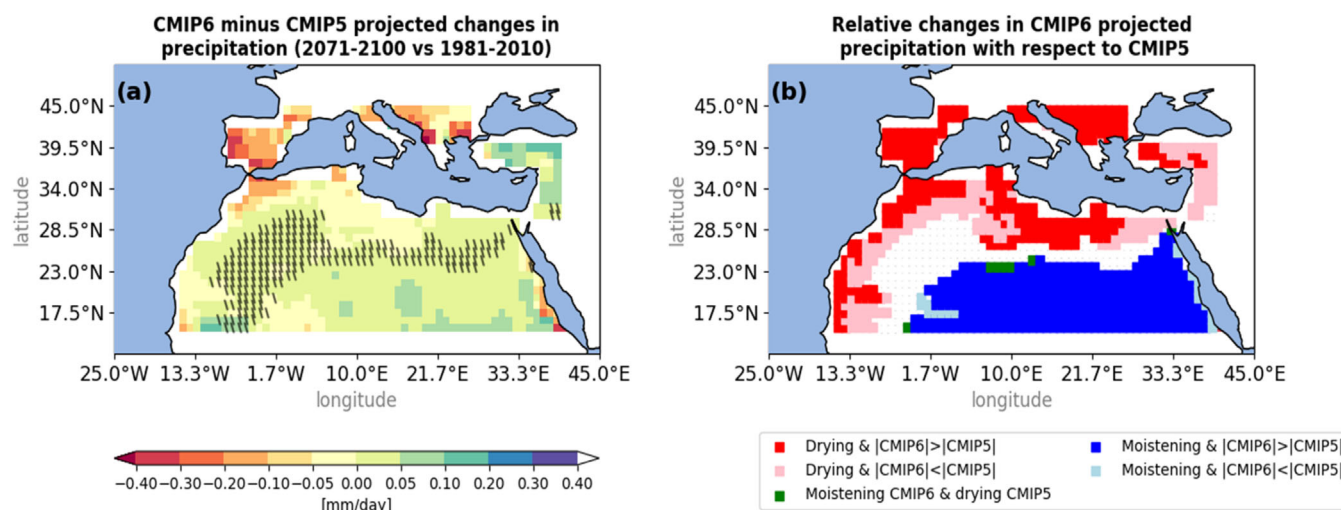 CMIP6 minus CMIP5 projected changes in
precipitation (2071-2100 vs 1981-2010)
(a)
45.0°N
39.5°N
34.0°N
28.5°N
23.0°N
17.5°N
latitude
25.0°W 13.3°W 1.7°W 10.0°E 21.7°E 33.3°E 45.0°E
longitude
−0.40 −0.30 −0.20 −0.10 −0.05 0.00 0.05 0.10 0.20 0.30 0.40
[mm/day]
Relative changes in CMIP6 projected
precipitation with respect to CMIP5
(b)
45.0°N
39.5°N
34.0°N
28.5°N
23.0°N
17.5°N
latitude
25.0°W 13.3°W 1.7°W 10.0°E 21.7°E 33.3°E 45.0°E
longitude
Drying & |CMIP6|>|CMIP5|
Drying & |CMIP6|<|CMIP5|
Moistening CMIP6 & drying CMIP5
Moistening & |CMIP6|>|CMIP5|
Moistening & |CMIP6|<|CMIP5|